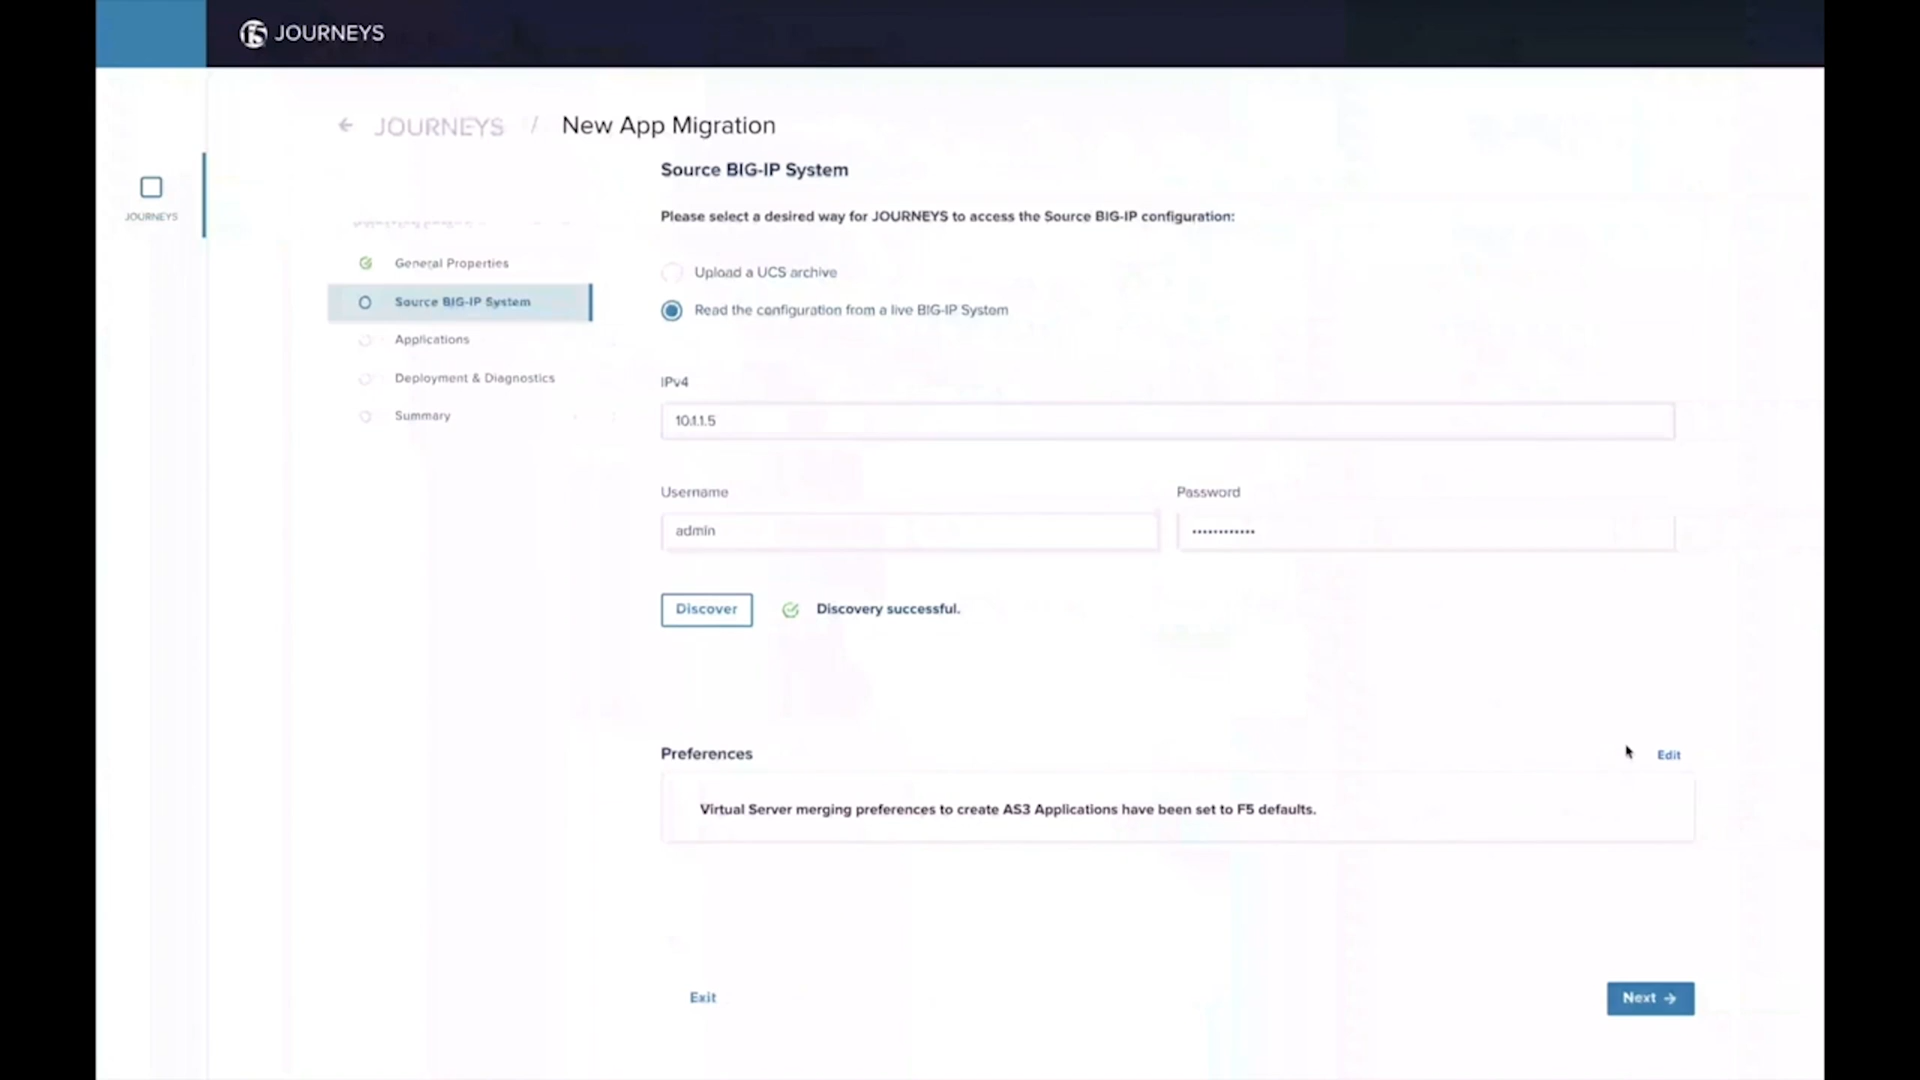 f5 JOURNEYS
← JOURNEYS / New App Migration
JOURNEYS
General Properties
Source BIG-IP System
Applications
Deployment & Diagnostics
Summary
Source BIG-IP System
Please select a desired way for JOURNEYS to access the Source BIG-IP configuration:
Upload a UCS archive
Read the configuration from a live BIG-IP System
IPv4
10.1.1.5
Username
Password
admin
••••••••••••
Discover
Discovery successful.
Preferences
Edit
Virtual Server merging preferences to create AS3 Applications have been set to F5 defaults.
Exit
Next →